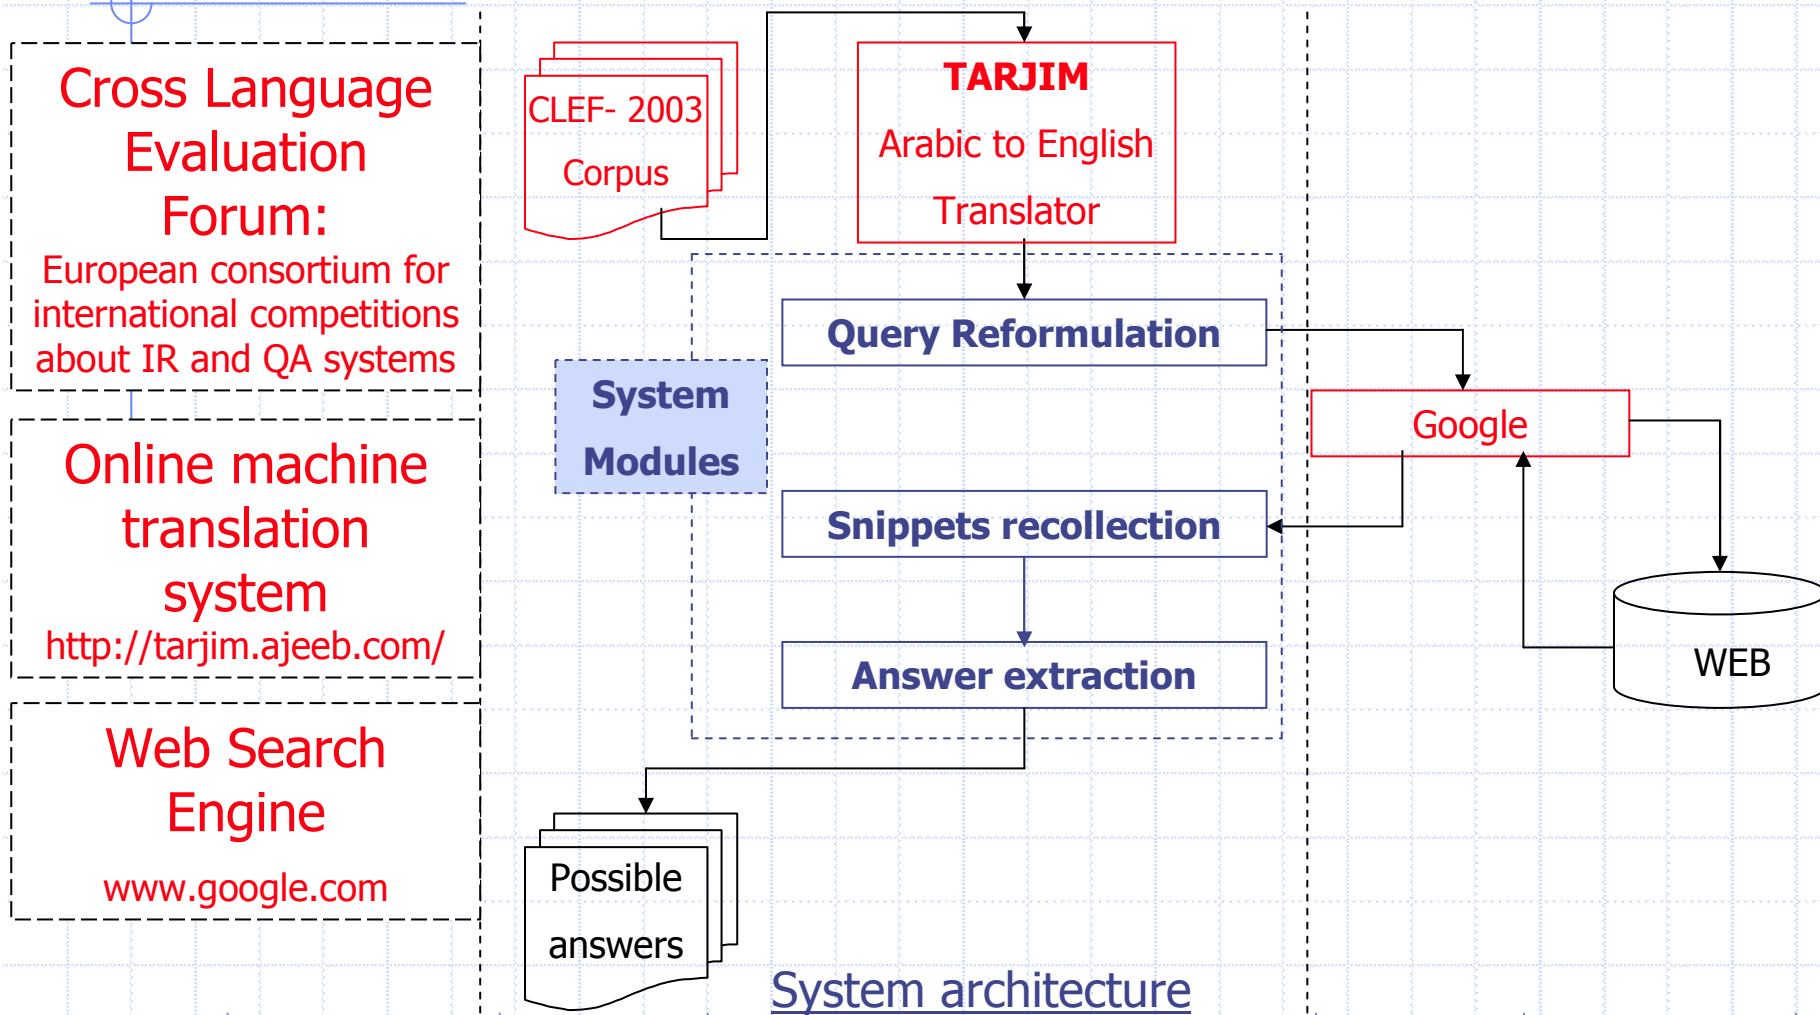 Cross Language
Evaluation
Forum:
European consortium for
international competitions
about IR and QA systems
Online machine
translation
system
http://tarjim.ajeeb.com/
Web Search
Engine
www.google.com
CLEF- 2003
Corpus
TARJIM
Arabic to English
Translator
Query Reformulation
System
Modules
Snippets recollection
Answer extraction
Possible
answers
Google
WEB
System architecture